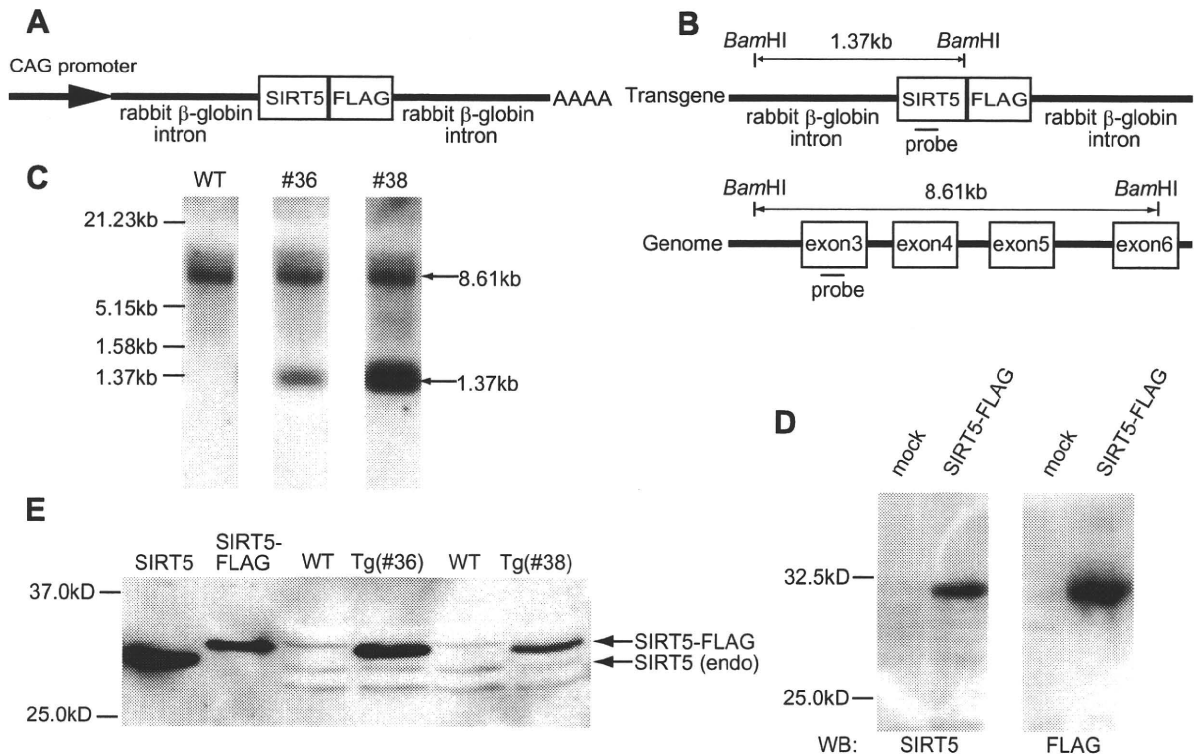 A
CAG promoter
SIRT5 FLAG
AAAA
rabbit β-globin
intron
rabbit β-globin
intron
B
BamHI
1.37kb
BamHI
Transgene
SIRT5 FLAG
rabbit β-globin
intron
probe
rabbit β-globin
intron
BamHI
8.61kb
BamHI
Genome
exon3 exon4 exon5 exon6
probe
C
WT #36 #38
21.23kb
8.61kb
5.15kb
1.58kb
1.37kb
1.37kb
D
mock SIRT5-FLAG mock SIRT5-FLAG
32.5kD
25.0kD
WB: SIRT5 FLAG
E
SIRT5 SIRT5-
FLAG WT Tg(#36) WT Tg(#38)
37.0kD
SIRT5-FLAG
SIRT5 (endo)
25.0kD